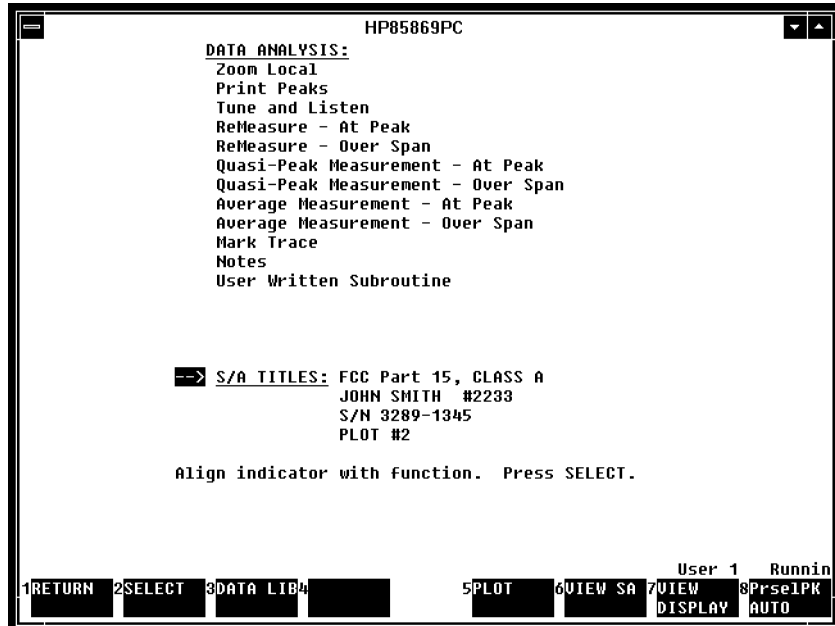 HP85869PC
DATA ANALYSIS:
Zoom Local
Print Peaks
Tune and Listen
ReMeasure - At Peak
ReMeasure - Over Span
Quasi-Peak Measurement - At Peak
Quasi-Peak Measurement - Over Span
Average Measurement - At Peak
Average Measurement - Over Span
Mark Trace
Notes
User Written Subroutine
--> S/A TITLES: FCC Part 15, CLASS A
JOHN SMITH #2233
S/N 3289-1345
PLOT #2
Align indicator with function. Press SELECT.
User 1 Runnin
1RETURN 2SELECT 3DATA LIB4 5PLOT 6VIEW SA 7VIEW 8PrselPK
DISPLAY AUTO